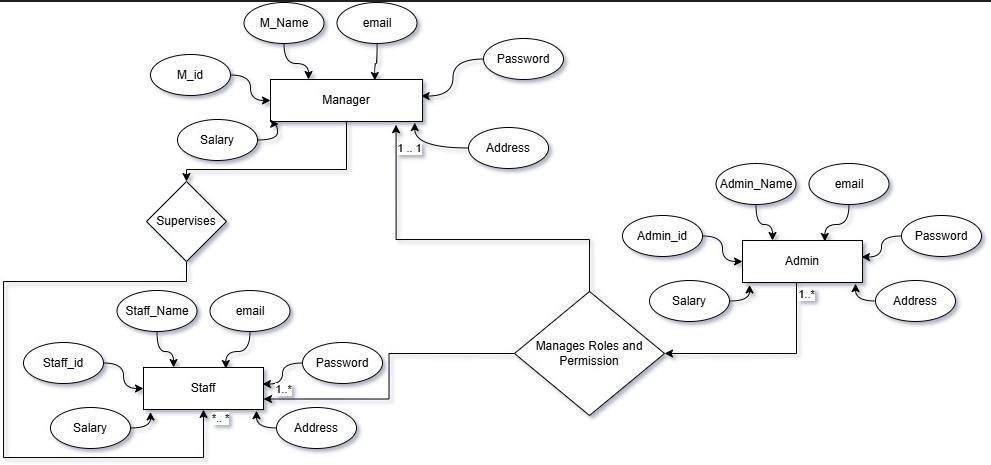 M_Name
email
Password
M_id
Manager
Salary
Address
1 .. 1
Supervises
Admin_Name
email
Admin_id
Password
Admin
Salary
Address
1..*
Staff_Name
email
Manages Roles and
Permission
Staff_id
Password
Staff
1..*
*.. *
Salary
Address